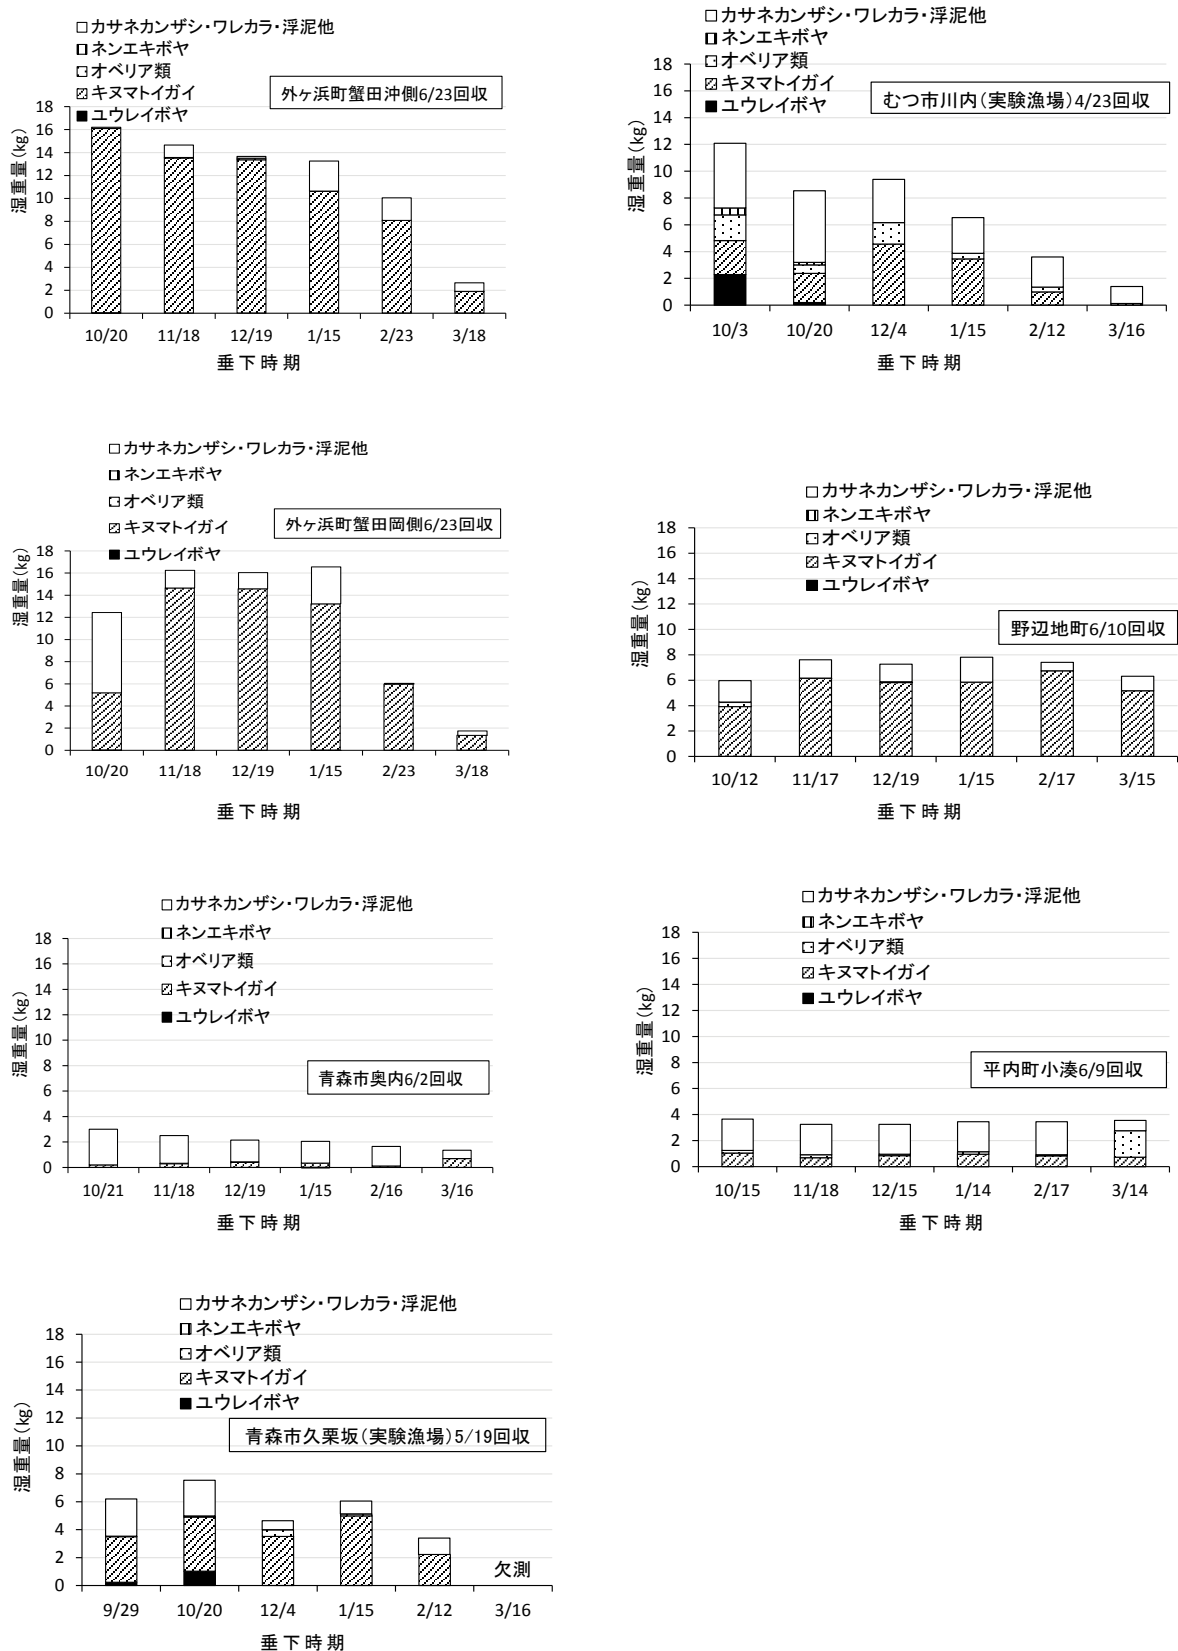 □カサネカンザシ・ワレカラ・浮泥他
ネンエキボヤ
オベリア類
キヌマトイガイ
■ユウレイボヤ
外ヶ浜町蟹田沖側6/23回収
湿重量(kg)
18
16
14
12
10
8
6
4
2
0
10/20 11/18 12/19 1/15 2/23 3/18
垂下時期
□カサネカンザシ・ワレカラ・浮泥他
ネンエキボヤ
オベリア類
キヌマトイガイ
■ユウレイボヤ
むつ市川内(実験漁場)4/23回収
湿重量(kg)
18
16
14
12
10
8
6
4
2
0
10/3 10/20 12/4 1/15 2/12 3/16
垂下時期
□カサネカンザシ・ワレカラ・浮泥他
ネンエキボヤ
オベリア類
キヌマトイガイ
■ユウレイボヤ
外ヶ浜町蟹田岡側6/23回収
湿重量(kg)
18
16
14
12
10
8
6
4
2
0
10/20 11/18 12/19 1/15 2/23 3/18
垂下時期
□カサネカンザシ・ワレカラ・浮泥他
ネンエキボヤ
オベリア類
キヌマトイガイ
■ユウレイボヤ
野辺地町6/10回収
湿重量(kg)
18
16
14
12
10
8
6
4
2
0
10/12 11/17 12/19 1/15 2/17 3/15
垂下時期
□カサネカンザシ・ワレカラ・浮泥他
ネンエキボヤ
オベリア類
キヌマトイガイ
■ユウレイボヤ
青森市奥内6/2回収
湿重量(kg)
18
16
14
12
10
8
6
4
2
0
10/21 11/18 12/19 1/15 2/16 3/16
垂下時期
□カサネカンザシ・ワレカラ・浮泥他
ネンエキボヤ
オベリア類
キヌマトイガイ
■ユウレイボヤ
平内町小湊6/9回収
湿重量(kg)
18
16
14
12
10
8
6
4
2
0
10/15 11/18 12/15 1/14 2/17 3/14
垂下時期
□カサネカンザシ・ワレカラ・浮泥他
ネンエキボヤ
オベリア類
キヌマトイガイ
■ユウレイボヤ
青森市久栗坂(実験漁場)5/19回収
湿重量(kg)
18
16
14
12
10
8
6
4
2
0
欠測
9/29 10/20 12/4 1/15 2/12 3/16
垂下時期